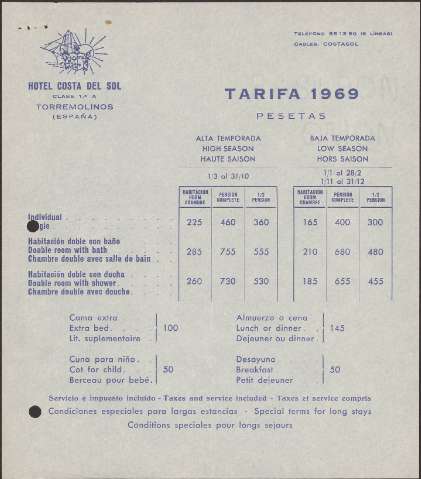 TELEFONO 38 13 80 (6 LINEAS)
CABLES: COSTASOL
HOTEL COSTA DEL SOL
CLASE 1.ª A
TORREMOLINOS
(ESPAÑA)
TARIFA 1969
PESETAS
ALTA TEMPORADA
HIGH SEASON
HAUTE SAISON
1/3 al 31/10
BAJA TEMPORADA
LOW SEASON
HORS SAISON
1/1 al 28/2
1/11 al 31/12
HABITACION ROOM CHAMBRE PENSION COMPLETE 1/2 PENSION HABITACION ROOM CHAMBRE PENSION COMPLETE 1/2 PENSION
Individual 225 460 360 165 400 300
gle
Habitación doble con baño
Double room with bath 285 755 555 210 680 480
Chambre double avec salle de bain
Habitación doble con ducha
Double room with shower 260 730 530 185 655 455
Chambre double avec douche
Cama extra
Extra bed 100
Lit. suplementaire
Almuerzo o cena
Lunch or dinner 145
Dejeuner ou dinner
Cuna para niño
Cot for child 50
Berceau pour bebé
Desayuno
Breakfast 50
Petit dejeuner
Servicio e impuesto incluido - Taxes and service included - Taxes et service compris
Condiciones especiales para largas estancias - Special terms for long stays
Conditions speciales pour longs sejours